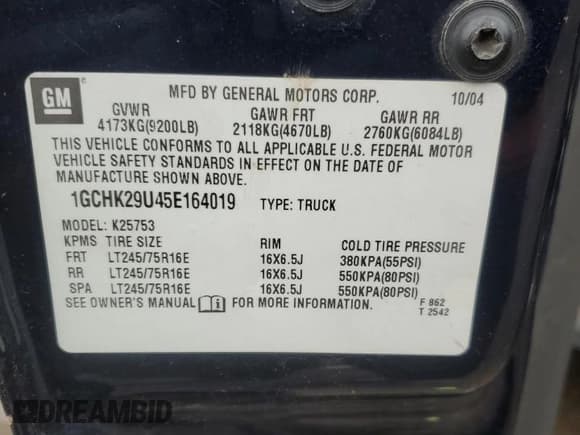 GM
MFD BY GENERAL MOTORS CORP. 10/04
GVWR GAWR FRT GAWR RR
4173KG(9200LB) 2118KG(4670LB) 2760KG(6084LB)
THIS VEHICLE CONFORMS TO ALL APPLICABLE U.S. FEDERAL MOTOR
VEHICLE SAFETY STANDARDS IN EFFECT ON THE DATE OF
MANUFACTURE SHOWN ABOVE.
1GCHK29U45E164019 TYPE: TRUCK
MODEL: K25753
KPMS TIRE SIZE RIM COLD TIRE PRESSURE
FRT LT245/75R16E 16X6.5J 380KPA(55PSI)
RR LT245/75R16E 16X6.5J 550KPA(80PSI)
SPA LT245/75R16E 16X6.5J 550KPA(80PSI)
SEE OWNER'S MANUAL FOR MORE INFORMATION.
F 862
T 2542
DREAMBID